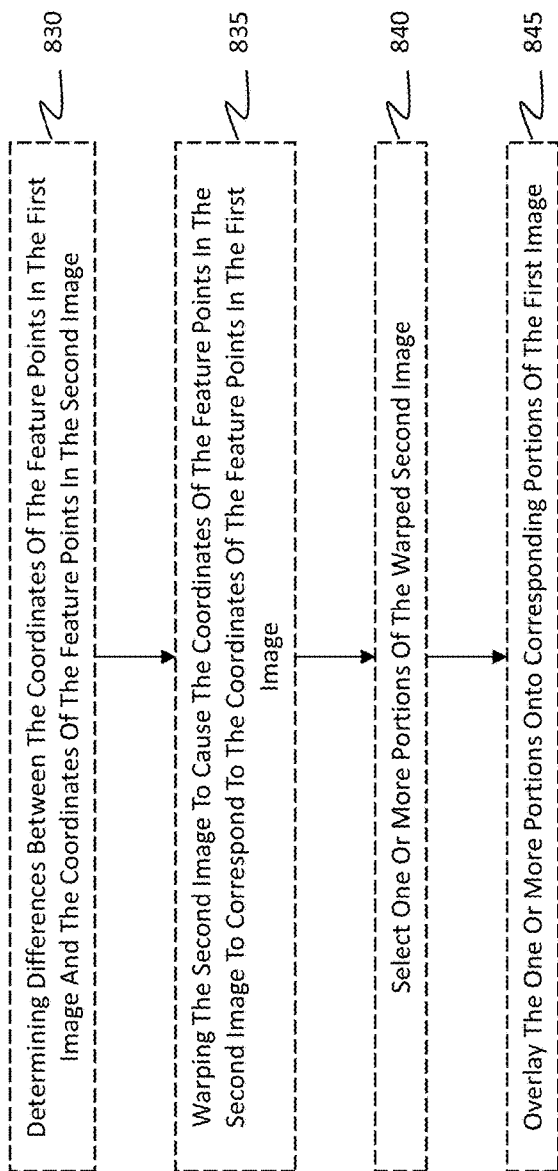 Determining Differences Between The Coordinates Of The Feature Points In The First
Image And The Coordinates Of The Feature Points In The Second Image
830
Warping The Second Image To Cause The Coordinates Of The Feature Points In The
Second Image To Correspond To The Coordinates Of The Feature Points In The First
Image
835
Select One Or More Portions Of The Warped Second Image
840
Overlay The One Or More Portions Onto Corresponding Portions Of The First Image
845